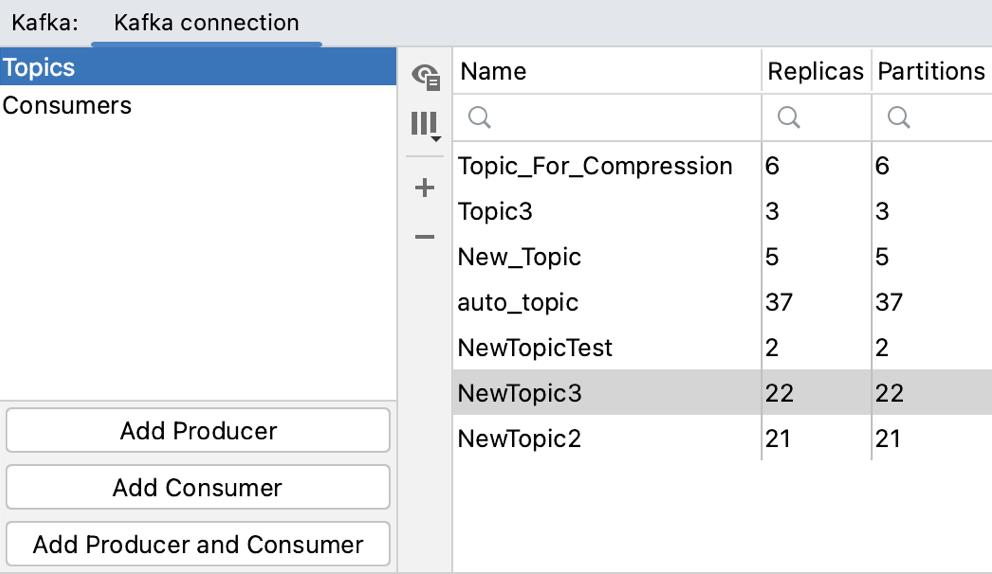 Kafka: Kafka connection
Topics
Consumers
Add Producer
Add Consumer
Add Producer and Consumer
Name Replicas Partitions
Topic_For_Compression 6 6
Topic3 3 3
New_Topic 5 5
auto_topic 37 37
NewTopicTest 2 2
NewTopic3 22 22
NewTopic2 21 21